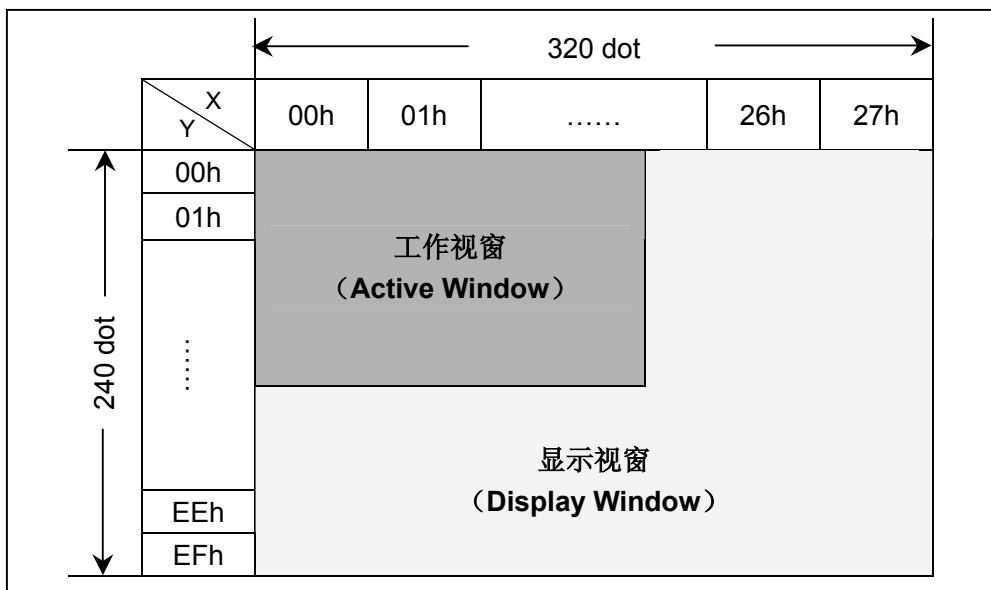 320 dot
X
Y
00h 01h …… 26h 27h
00h
01h
……
EEh
EFh
240 dot
工作视窗
（Active Window）
显示视窗
（Display Window）